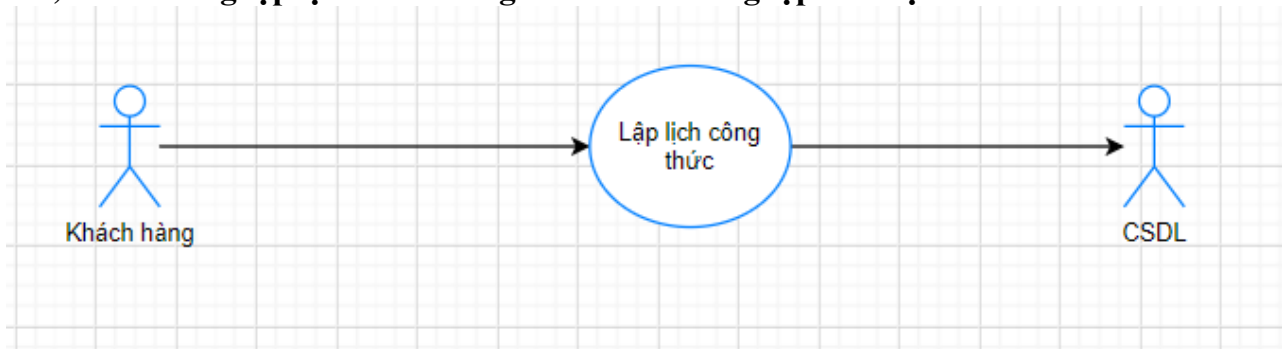 Lập lịch công
thức
Khách hàng
CSDL